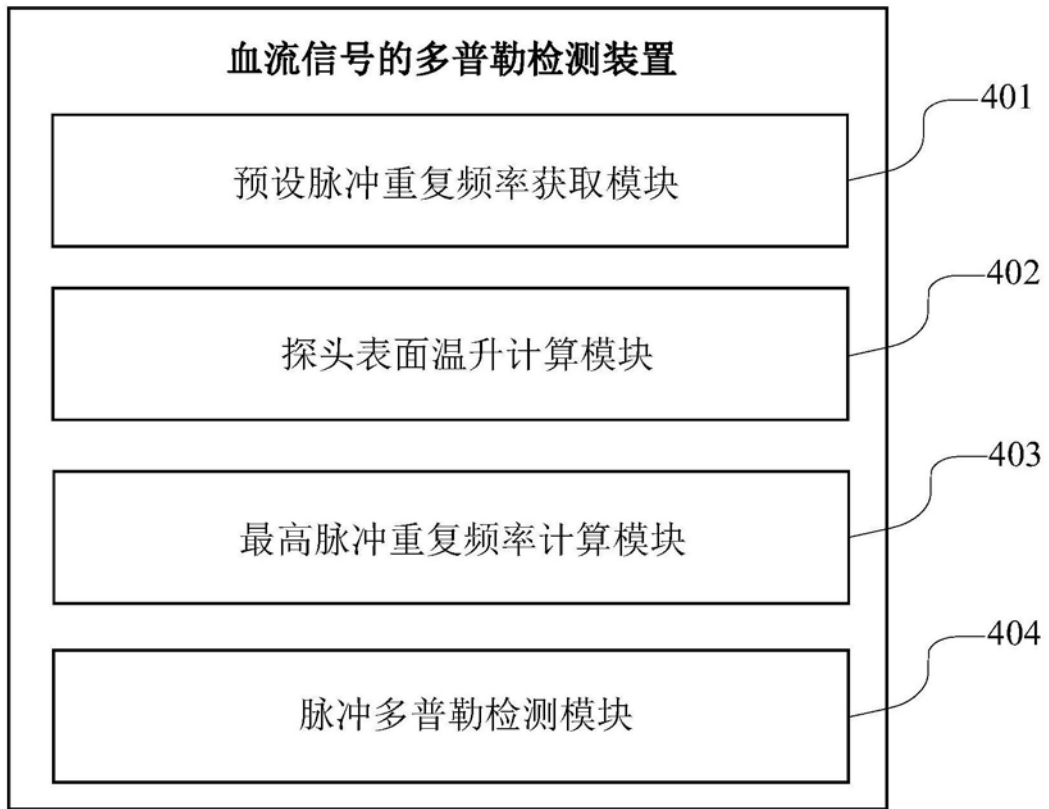 血流信号的多普勒检测装置
401
预设脉冲重复频率获取模块
402
探头表面温升计算模块
403
最高脉冲重复频率计算模块
404
脉冲多普勒检测模块